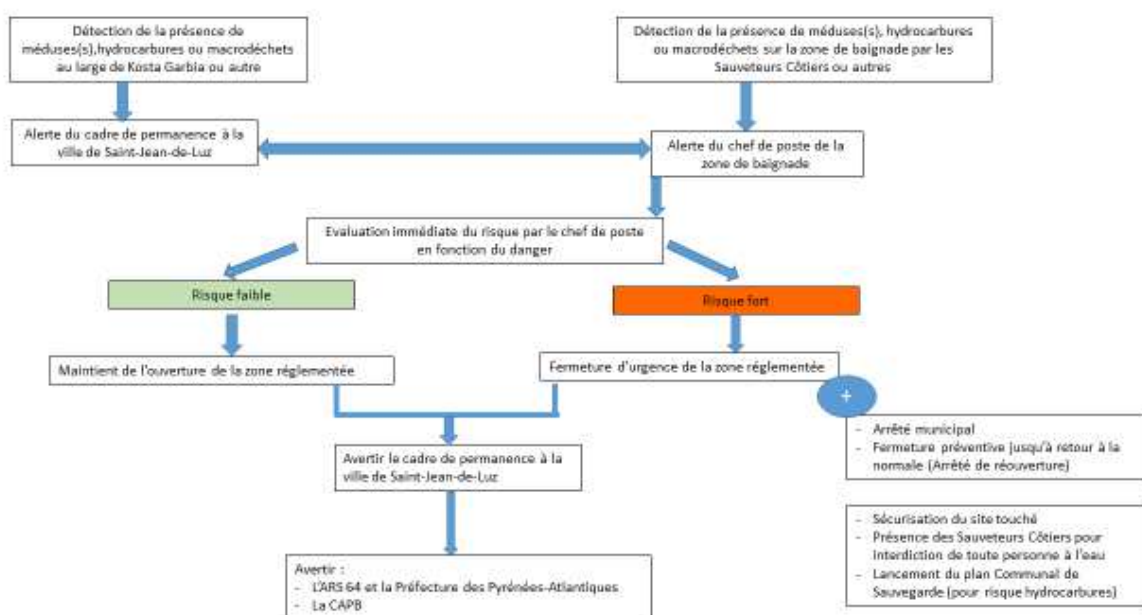 Détection de la présence de
méduses(s),hydrocarbures ou macrodéchets
au large de Kosta Garbia ou autre
Détection de la présence de méduses(s), hydrocarbures
ou macrodéchets sur la zone de baignade par les
Sauveteurs Côtiers ou autres
Alerte du cadre de permanence à la
ville de Saint-Jean-de-Luz
Alerte du chef de poste de la
zone de baignade
Evaluation immédiate du risque par le chef de poste
en fonction du danger
Risque faible
Risque fort
Maintient de l'ouverture de la zone réglementée
Fermeture d'urgence de la zone réglementée
+
- Arrêté municipal
- Fermeture préventive jusqu'à retour à la
normale (Arrêté de réouverture)
Avertir le cadre de permanence à la
ville de Saint-Jean-de-Luz
- Sécurisation du site touché
- Présence des Sauveteurs Côtiers pour
interdiction de toute personne à l'eau
- Lancement du plan Communal de
Sauvegarde (pour risque hydrocarbures)
Avertir :
- L'ARS 64 et la Préfecture des Pyrénées-Atlantiques
- La CAPB